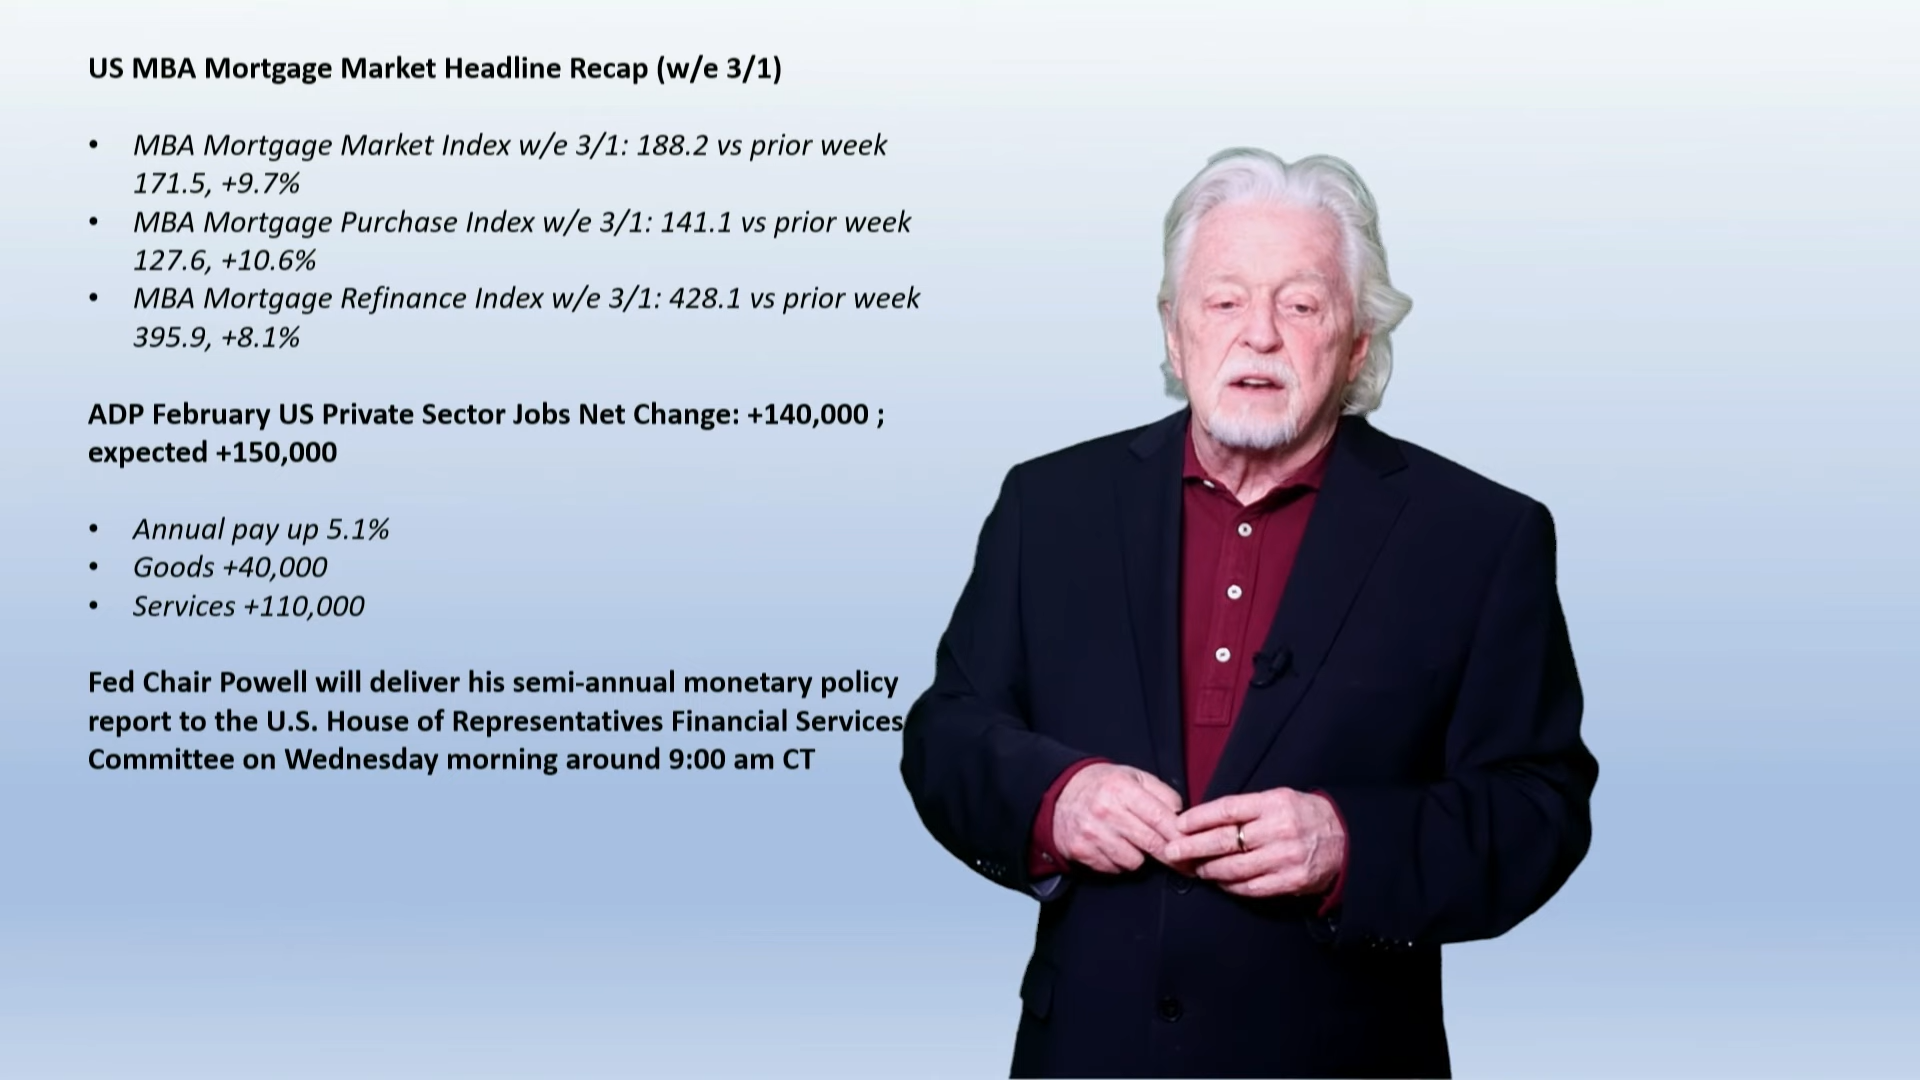 US MBA Mortgage Market Headline Recap (w/e 3/1)
• MBA Mortgage Market Index w/e 3/1: 188.2 vs prior week
171.5, +9.7%
• MBA Mortgage Purchase Index w/e 3/1: 141.1 vs prior week
127.6, +10.6%
• MBA Mortgage Refinance Index w/e 3/1: 428.1 vs prior week
395.9, +8.1%
ADP February US Private Sector Jobs Net Change: +140,000 ;
expected +150,000
• Annual pay up 5.1%
• Goods +40,000
• Services +110,000
Fed Chair Powell will deliver his semi-annual monetary policy
report to the U.S. House of Representatives Financial Services
Committee on Wednesday morning around 9:00 am CT